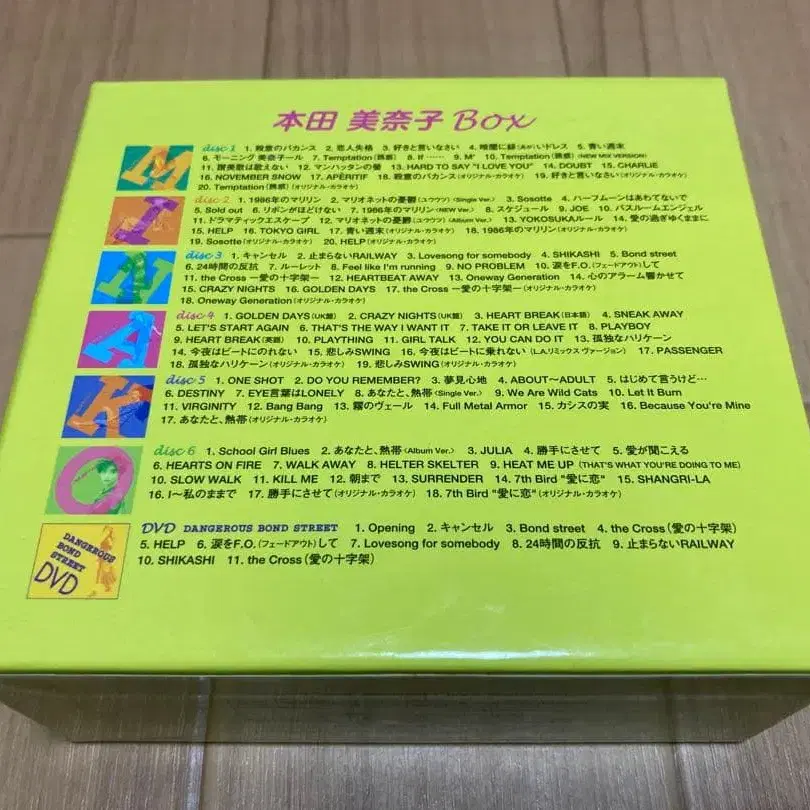 本田 美奈子 Box
M
disc 1 1. 殺意のバカンス 2. 恋人失格 3. 好きと言いなさい 4. 暗闇に緋(あか)いドレス 5. 青い週末
6. モーニング 美奈子ール 7. Temptation(誘惑) 8. If…… 9. M' 10. Temptation(誘惑)(NEW MIX VERSION)
11. 讃美歌は歌えない 12. マンハッタンの螢 13. HARD TO SAY "I LOVE YOU" 14. DOUBT 15. CHARLiE
16. NOVEMBER SNOW 17. APÉRITIF 18. 殺意のバカンス(オリジナル・カラオケ) 19. 好きと言いなさい(オリジナル・カラオケ)
20. Temptation(誘惑)(オリジナル・カラオケ)
I
disc 2 1. 1986年のマリリン 2. マリオネットの憂鬱(ユウウツ)(Single Ver.) 3. Sosotte 4. ハーフムーンはあわてないで
5. Sold out 6. リボンがほどけない 7. 1986年のマリリン(NEW Ver.) 8. スケジュール 9. JOE 10. バスルームエンジェル
11. ドラマティックエスケープ 12. マリオネットの憂鬱(ユウウツ)(Album Ver.) 13. YOKOSUKAルール 14. 愛の過ぎゆくままに
15. HELP 16. TOKYO GIRL 17. 青い週末(オリジナル・カラオケ) 18. 1986年のマリリン(オリジナル・カラオケ)
19. Sosotte(オリジナル・カラオケ) 20. HELP(オリジナル・カラオケ)
N
disc 3 1. キャンセル 2. 止まらないRAILWAY 3. Lovesong for somebody 4. SHIKASHI 5. Bond street
6. 24時間の反抗 7. ルーレット 8. Feel like I'm running 9. NO PROBLEM 10. 涙をF.O.(フェードアウト)して
11. the Cross ー愛の十字架ー 12. HEARTBEAT AWAY 13. Oneway Generation 14. 心のアラーム響かせて
15. CRAZY NIGHTS 16. GOLDEN DAYS 17. the Cross ー愛の十字架ー(オリジナル・カラオケ)
18. Oneway Generation(オリジナル・カラオケ)
A
disc 4 1. GOLDEN DAYS(UK盤) 2. CRAZY NIGHTS(UK盤) 3. HEART BREAK(日本語) 4. SNEAK AWAY
5. LET'S START AGAIN 6. THAT'S THE WAY I WANT IT 7. TAKE IT OR LEAVE IT 8. PLAYBOY
9. HEART BREAK(英語) 10. PLAYTHING 11. GIRL TALK 12. YOU CAN DO IT 13. 孤独なハリケーン
14. 今夜はビートにのれない 15. 悲しみSWING 16. 今夜はビートに乗れない(L.A.リミックス ヴァージョン) 17. PASSENGER
18. 孤独なハリケーン(オリジナル・カラオケ) 19. 悲しみSWING(オリジナル・カラオケ)
K
disc 5 1. ONE SHOT 2. DO YOU REMEMBER? 3. 夢見心地 4. ABOUT〜ADULT 5. はじめて言うけど…
6. DESTINY 7. EYE言葉はLONELY 8. あなたと、熱帯(Single Ver.) 9. We Are Wild Cats 10. Let It Burn
11. VIRGINITY 12. Bang Bang 13. 霧のヴェール 14. Full Metal Armor 15. カシスの実 16. Because You're Mine
17. あなたと、熱帯(オリジナル・カラオケ)
O
disc 6 1. School Girl Blues 2. あなたと、熱帯(Album Ver.) 3. JULIA 4. 勝手にさせて 5. 愛が聞こえる
6. HEARTS ON FIRE 7. WALK AWAY 8. HELTER SKELTER 9. HEAT ME UP (THAT'S WHAT YOU'RE DOING TO ME)
10. SLOW WALK 11. KILL ME 12. 朝まで 13. SURRENDER 14. 7th Bird "愛に恋" 15. SHANGRI-LA
16. I〜私のままで 17. 勝手にさせて(オリジナル・カラオケ) 18. 7th Bird "愛に恋"(オリジナル・カラオケ)
DANGEROUS
BOND
STREET
DVD
DVD DANGEROUS BOND STREET 1. Opening 2. キャンセル 3. Bond street 4. the Cross(愛の十字架)
5. HELP 6. 涙をF.O.(フェードアウト)して 7. Lovesong for somebody 8. 24時間の反抗 9. 止まらないRAILWAY
10. SHIKASHI 11. the Cross(愛の十字架)